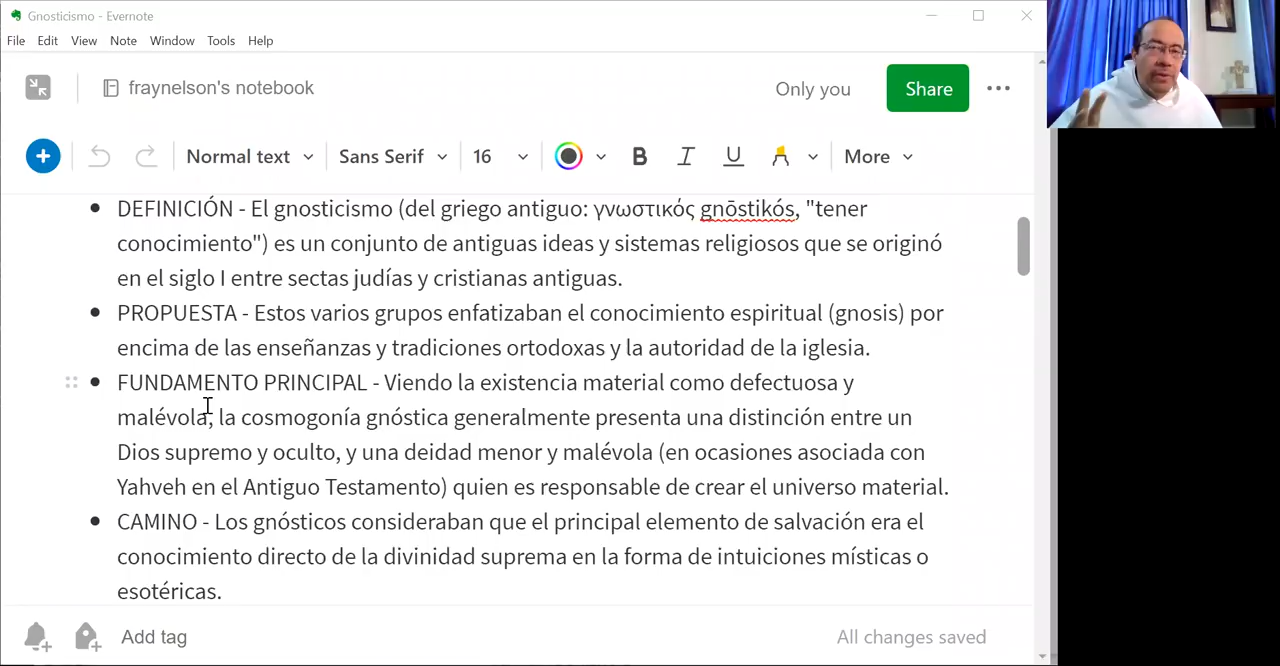 Gnosticismo - Evernote
File Edit View Note Window Tools Help
fraynelson's notebook
Only you
Share
Normal text
Sans Serif
16
B I U
More
DEFINICIÓN - El gnosticismo (del griego antiguo: γνωστικός gnōstikós, "tener
conocimiento") es un conjunto de antiguas ideas y sistemas religiosos que se originó
en el siglo I entre sectas judías y cristianas antiguas.
PROPUESTA - Estos varios grupos enfatizaban el conocimiento espiritual (gnosis) por
encima de las enseñanzas y tradiciones ortodoxas y la autoridad de la iglesia.
FUNDAMENTO PRINCIPAL - Viendo la existencia material como defectuosa y
malévola, la cosmogonía gnóstica generalmente presenta una distinción entre un
Dios supremo y oculto, y una deidad menor y malévola (en ocasiones asociada con
Yahveh en el Antiguo Testamento) quien es responsable de crear el universo material.
CAMINO - Los gnósticos consideraban que el principal elemento de salvación era el
conocimiento directo de la divinidad suprema en la forma de intuiciones místicas o
esotéricas.
Add tag
All changes saved